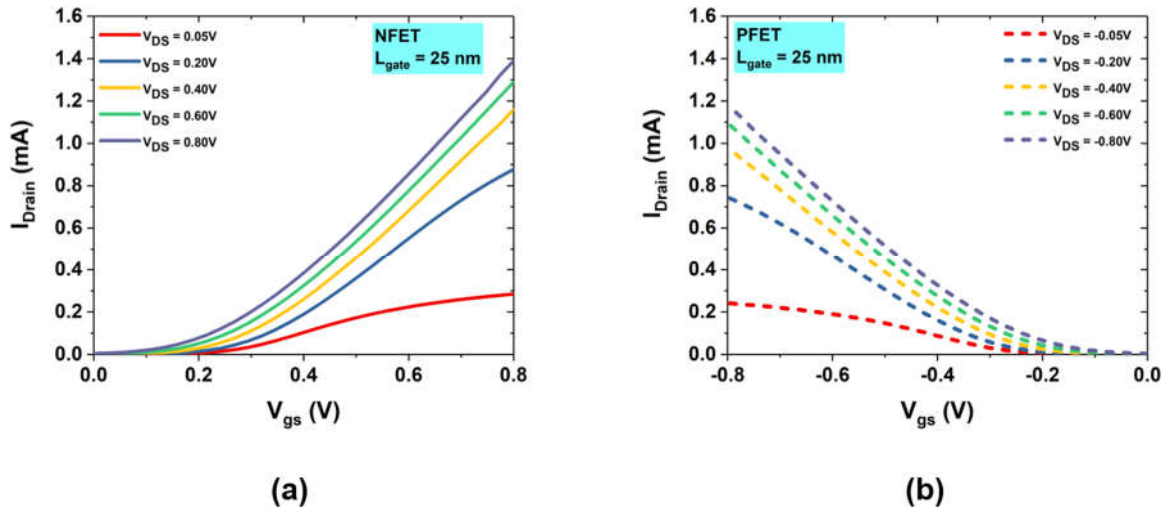 V_DS = 0.05V
V_DS = 0.20V
V_DS = 0.40V
V_DS = 0.60V
V_DS = 0.80V
NFET
L_gate = 25 nm
I_Drain (mA)
1.6
1.4
1.2
1.0
0.8
0.6
0.4
0.2
0.0
0.0 0.2 0.4 0.6 0.8
V_gs (V)
(a)
PFET
L_gate = 25 nm
V_DS = -0.05V
V_DS = -0.20V
V_DS = -0.40V
V_DS = -0.60V
V_DS = -0.80V
I_Drain (mA)
1.6
1.4
1.2
1.0
0.8
0.6
0.4
0.2
0.0
-0.8 -0.6 -0.4 -0.2 0.0
V_gs (V)
(b)